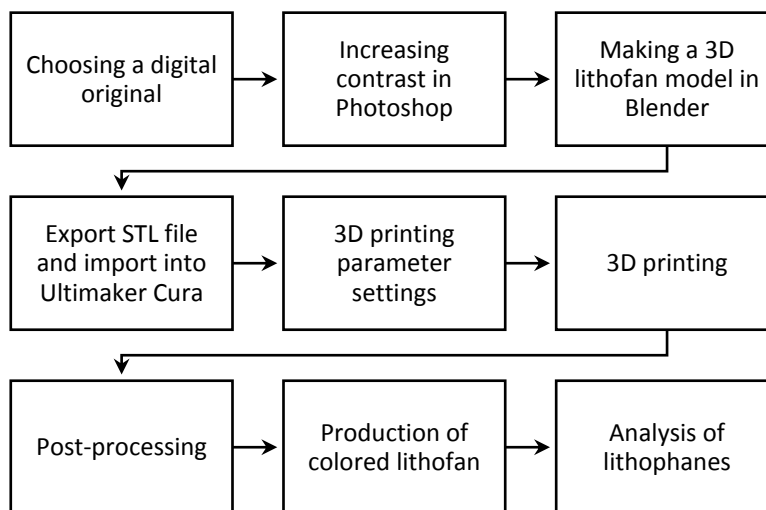 Choosing a digital
original
Increasing
contrast in
Photoshop
Making a 3D
lithofan model in
Blender
Export STL file
and import into
Ultimaker Cura
3D printing
parameter
settings
3D printing
Post-processing
Production of
colored lithofan
Analysis of
lithophanes